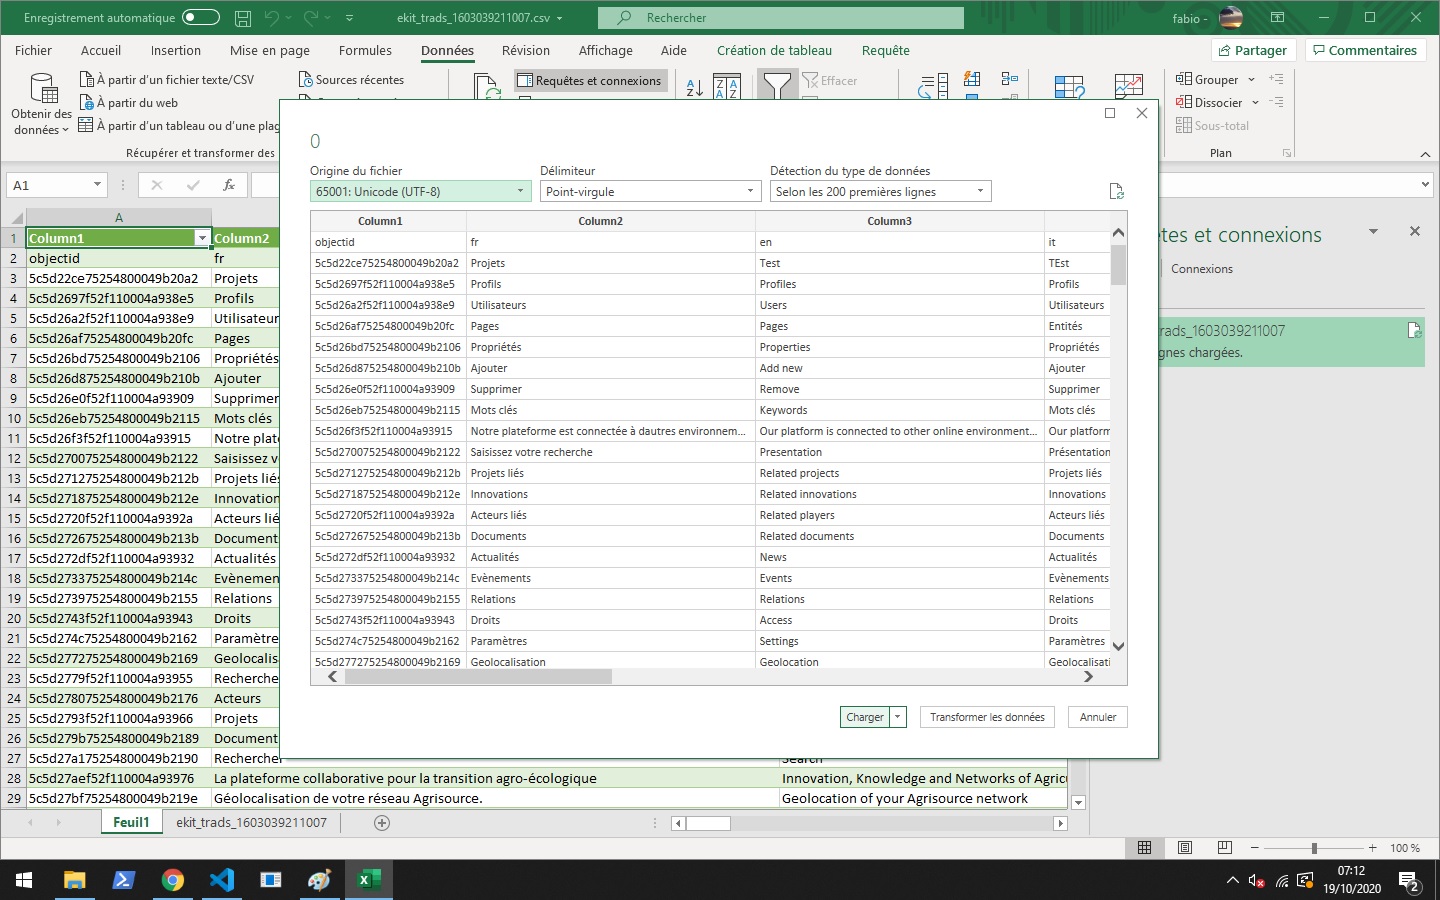 Enregistrement automatique
ekit_trads_1603039211007.csv
Rechercher
fabio -
Fichier Accueil Insertion Mise en page Formules Données Révision Affichage Aide Création de tableau Requête
Partager Commentaires
Obtenir des données
À partir d'un fichier texte/CSV
À partir du web
À partir d'un tableau ou d'une plag
Sources récentes
Requêtes et connexions
Effacer
Grouper
Dissocier
Sous-total
Récupérer et transformer des
Plan
A1
fx
0
Origine du fichier Délimiteur Détection du type de données
65001: Unicode (UTF-8) Point-virgule Selon les 200 premières lignes
Column1 Column2 Column3
objectid fr en it
5c5d22ce75254800049b20a2 Projets Test TEst
5c5d2697f52f110004a938e5 Profils Profiles Profils
5c5d26a2f52f110004a938e9 Utilisateurs Users Utilisateurs
5c5d26af75254800049b20fc Pages Pages Entités
5c5d26bd75254800049b2106 Propriétés Properties Propriétés
5c5d26d875254800049b210b Ajouter Add new Ajouter
5c5d26e0f52f110004a93909 Supprimer Remove Supprimer
5c5d26eb75254800049b2115 Mots clés Keywords Mots clés
5c5d26f3f52f110004a93915 Notre plateforme est connectée à dautres environnem... Our platform is connected to other online environment... Our platform
5c5d270075254800049b2122 Saisissez votre recherche Presentation Présentation
5c5d271275254800049b212b Projets liés Related projects Projets liés
5c5d271875254800049b212e Innovations Related innovations Innovations
5c5d2720f52f110004a9392a Acteurs liés Related players Acteurs liés
5c5d272675254800049b213b Documents Related documents Documents
5c5d272df52f110004a93932 Actualités News Actualités
5c5d273375254800049b214c Evènements Events Evènements
5c5d273975254800049b2155 Relations Relations Relations
5c5d2743f52f110004a93943 Droits Access Droits
5c5d274c75254800049b2162 Paramètres Settings Paramètres
5c5d277275254800049b2169 Geolocalisation Geolocation Geolocalisati
Charger Transformer les données Annuler
A
1 Column1 Column2
2 objectid fr
3 5c5d22ce75254800049b20a2 Projets
4 5c5d2697f52f110004a938e5 Profils
5 5c5d26a2f52f110004a938e9 Utilisateur
6 5c5d26af75254800049b20fc Pages
7 5c5d26bd75254800049b2106 Propriétés
8 5c5d26d875254800049b210b Ajouter
9 5c5d26e0f52f110004a93909 Supprimer
10 5c5d26eb75254800049b2115 Mots clés
11 5c5d26f3f52f110004a93915 Notre plate
12 5c5d270075254800049b2122 Saisissez v
13 5c5d271275254800049b212b Projets liés
14 5c5d271875254800049b212e Innovation
15 5c5d2720f52f110004a9392a Acteurs lié
16 5c5d272675254800049b213b Document
17 5c5d272df52f110004a93932 Actualités
18 5c5d273375254800049b214c Evènemen
19 5c5d273975254800049b2155 Relations
20 5c5d2743f52f110004a93943 Droits
21 5c5d274c75254800049b2162 Paramètre
22 5c5d277275254800049b2169 Geolocalis
23 5c5d2779f52f110004a93955 Recherche
24 5c5d278075254800049b2176 Acteurs
25 5c5d2793f52f110004a93966 Projets
26 5c5d279b75254800049b2189 Document
27 5c5d27a175254800049b2190 Rechercher Search
28 5c5d27aef52f110004a93976 La plateforme collaborative pour la transition agro-écologique Innovation, Knowledge and Networks of Agricu
29 5c5d27bf75254800049b219e Géolocalisation de votre réseau Agrisource. Geolocation of your Agrisource network
tes et connexions
Connexions
trads_1603039211007
gnes chargées.
Feuil1 ekit_trads_1603039211007
100 %
07:12
19/10/2020
2